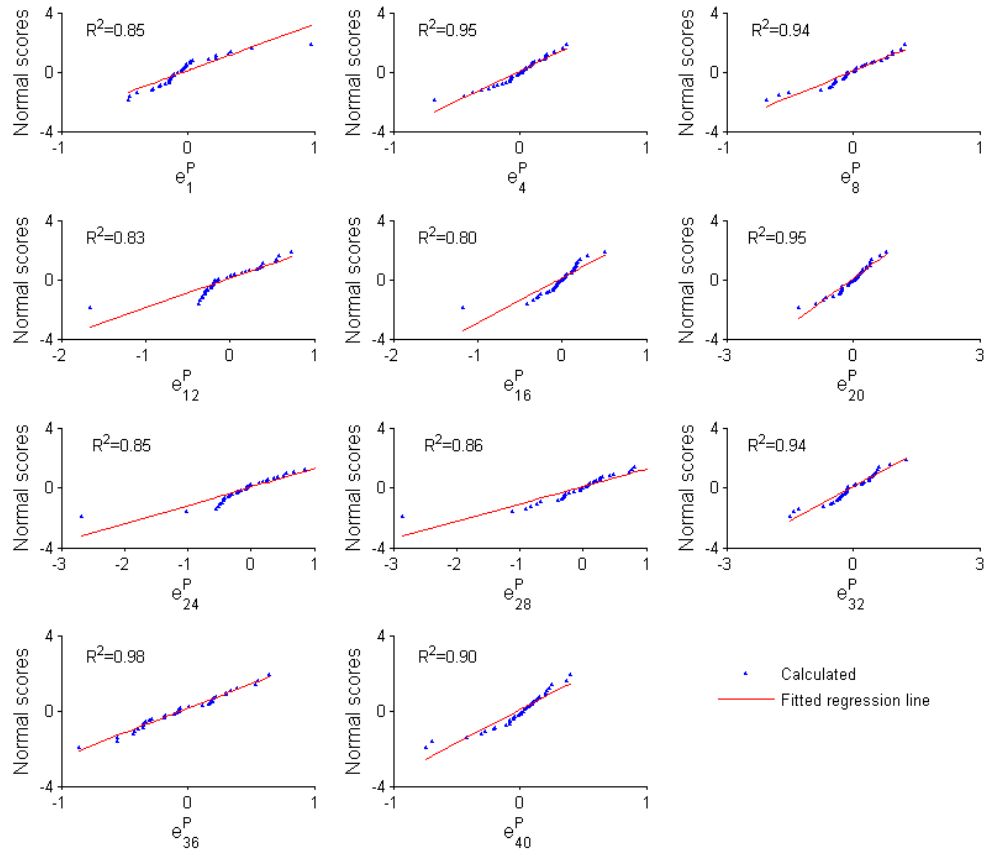 R²=0.85
Normal scores
4
0
-4
-1
0
1
e₁ᴾ
R²=0.95
Normal scores
4
0
-4
-1
0
1
e₄ᴾ
R²=0.94
Normal scores
4
0
-4
-1
0
1
e₈ᴾ
R²=0.83
Normal scores
4
0
-4
-2
-1
0
1
e₁₂ᴾ
R²=0.80
Normal scores
4
0
-4
-2
-1
0
1
e₁₆ᴾ
R²=0.95
Normal scores
4
0
-4
-3
0
3
e₂₀ᴾ
R²=0.85
Normal scores
4
0
-4
-3
-2
-1
0
1
e₂₄ᴾ
R²=0.86
Normal scores
4
0
-4
-3
-2
-1
0
1
e₂₈ᴾ
R²=0.94
Normal scores
4
0
-4
-3
0
3
e₃₂ᴾ
R²=0.98
Normal scores
4
0
-4
-1
0
1
e₃₆ᴾ
R²=0.90
Normal scores
4
0
-4
-1
0
1
e₄₀ᴾ
Calculated
Fitted regression line